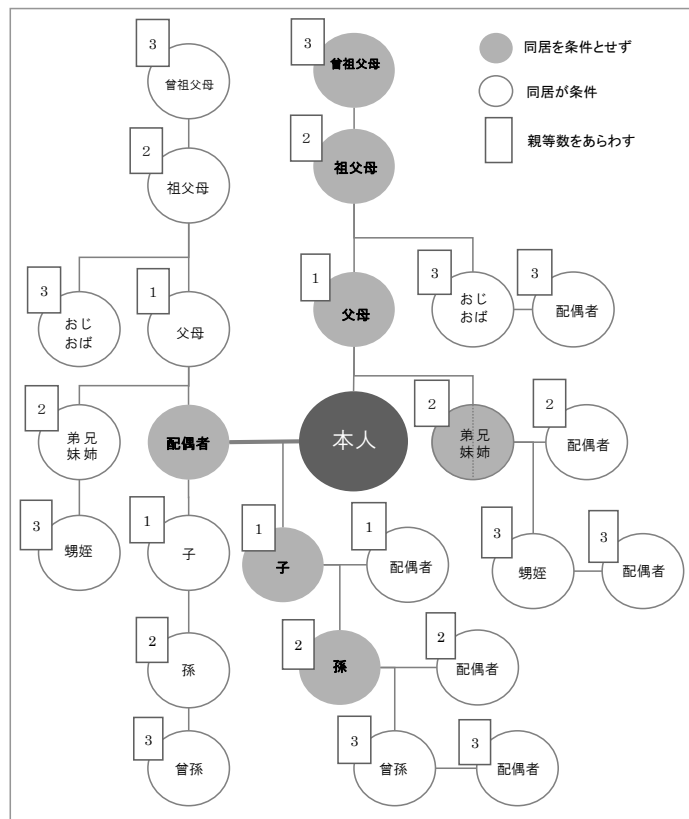 3
曾祖父母
3
曾祖父母
同居を条件とせず
同居が条件
親等数をあらわす
2
祖父母
2
祖父母
3
おじ
おば
1
父母
1
父母
3
おじ
おば
3
配偶者
2
弟兄
妹姉
配偶者
本人
2
弟兄
妹姉
2
配偶者
3
甥姪
1
子
1
子
1
配偶者
3
甥姪
3
配偶者
2
孫
2
孫
2
配偶者
3
曾孫
3
曾孫
3
配偶者